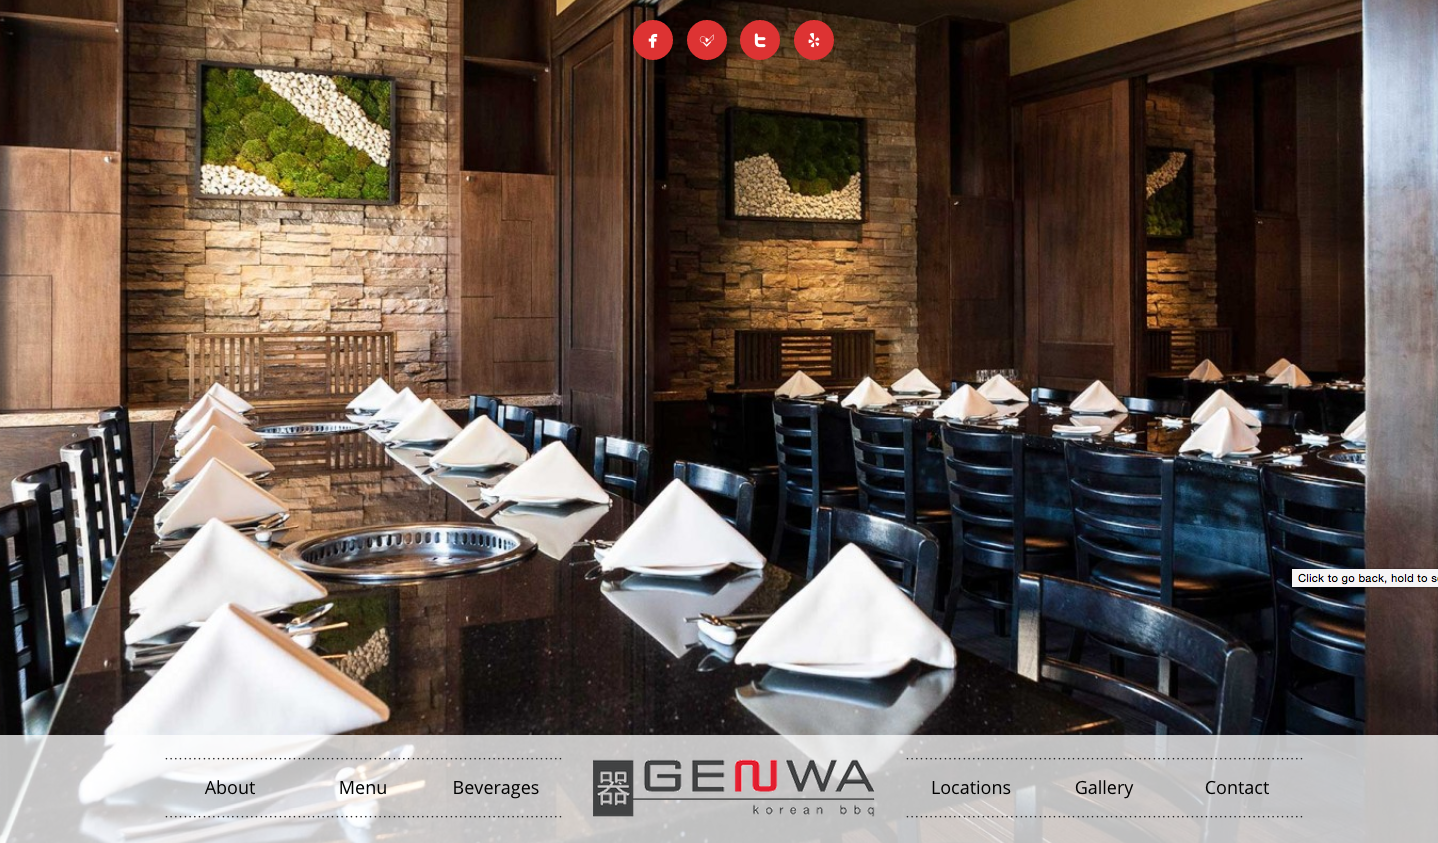 Click to go back, hold to s
About
Menu
Beverages
器
GENWA
korean bbq
Locations
Gallery
Contact